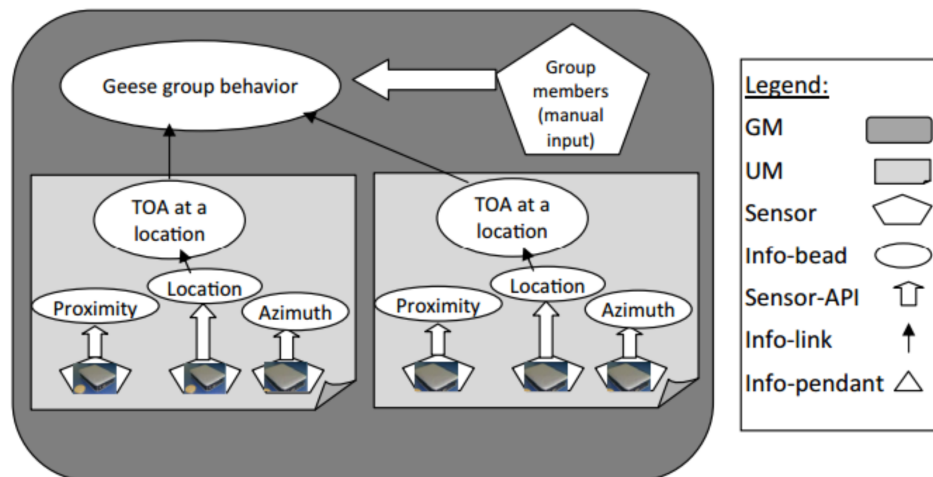 Geese group behavior
Group
members
(manual
input)
TOA at a
location
Proximity
Location
Azimuth
TOA at a
location
Proximity
Location
Azimuth
Legend:
GM
UM
Sensor
Info-bead
Sensor-API
Info-link
Info-pendant